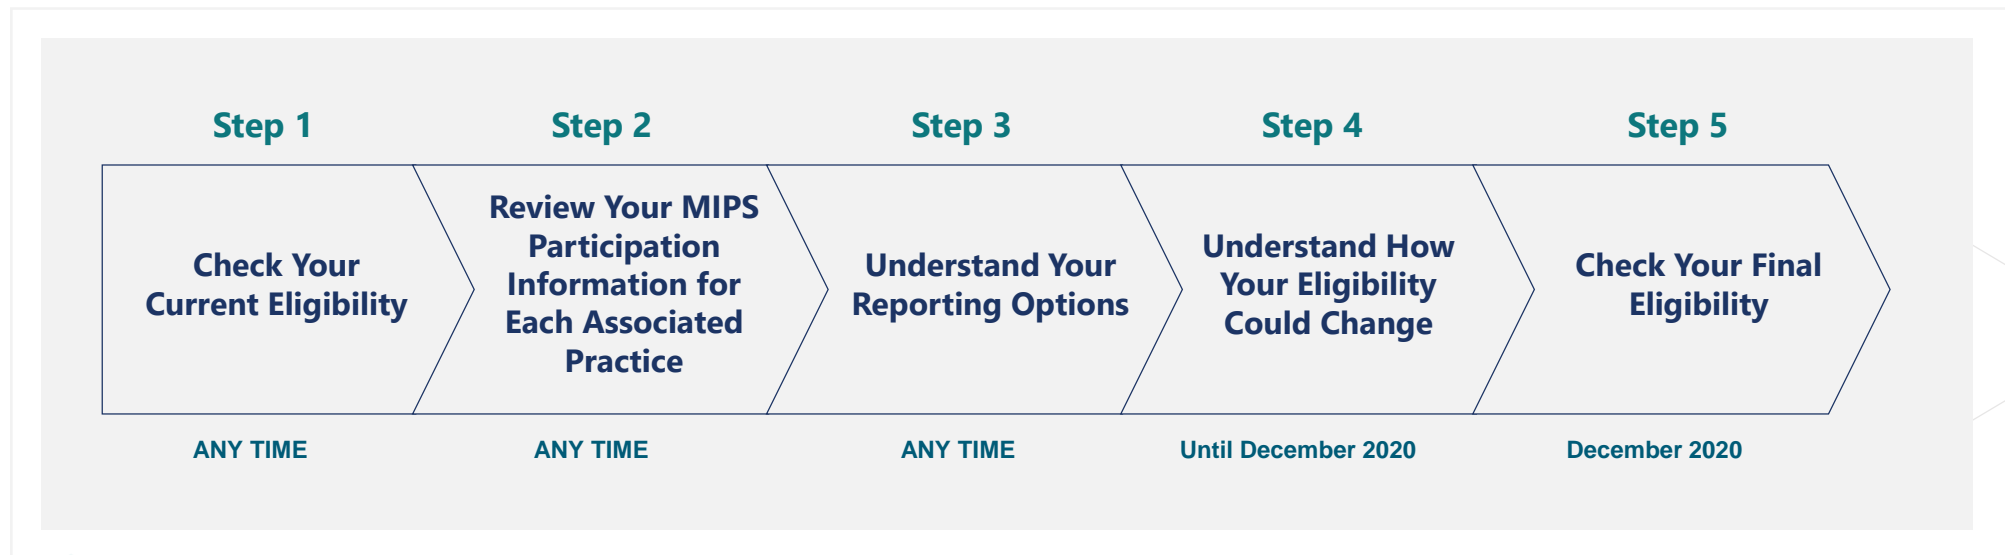 Step 1
Check Your
Current Eligibility
ANY TIME
Step 2
Review Your MIPS
Participation
Information for
Each Associated
Practice
ANY TIME
Step 3
Understand Your
Reporting Options
ANY TIME
Step 4
Understand How
Your Eligibility
Could Change
Until December 2020
Step 5
Check Your Final
Eligibility
December 2020